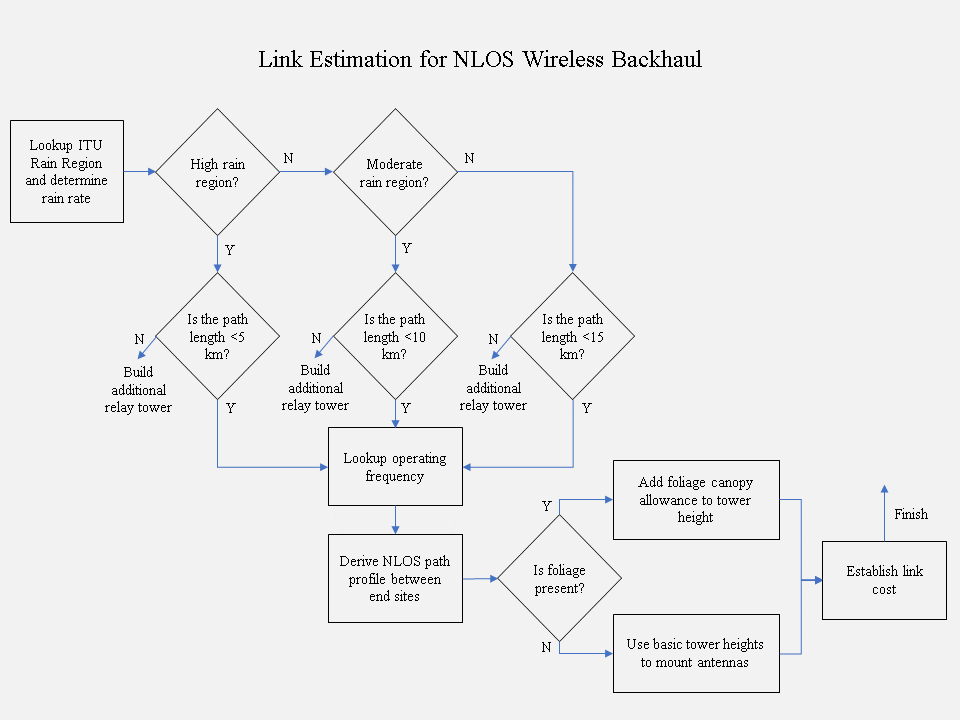 Link Estimation for NLOS Wireless Backhaul
Lookup ITU
Rain Region
and determine
rain rate
High rain
region?
N
Moderate
rain region?
N
Y
Y
Is the path
length <5
km?
N
Build
additional
relay tower
Y
Is the path
length <10
km?
N
Build
additional
relay tower
Y
Is the path
length <15
km?
N
Build
additional
relay tower
Y
Lookup operating
frequency
Derive NLOS path
profile between
end sites
Is foliage
present?
Y
Add foliage canopy
allowance to tower
height
N
Use basic tower heights
to mount antennas
Establish link
cost
Finish